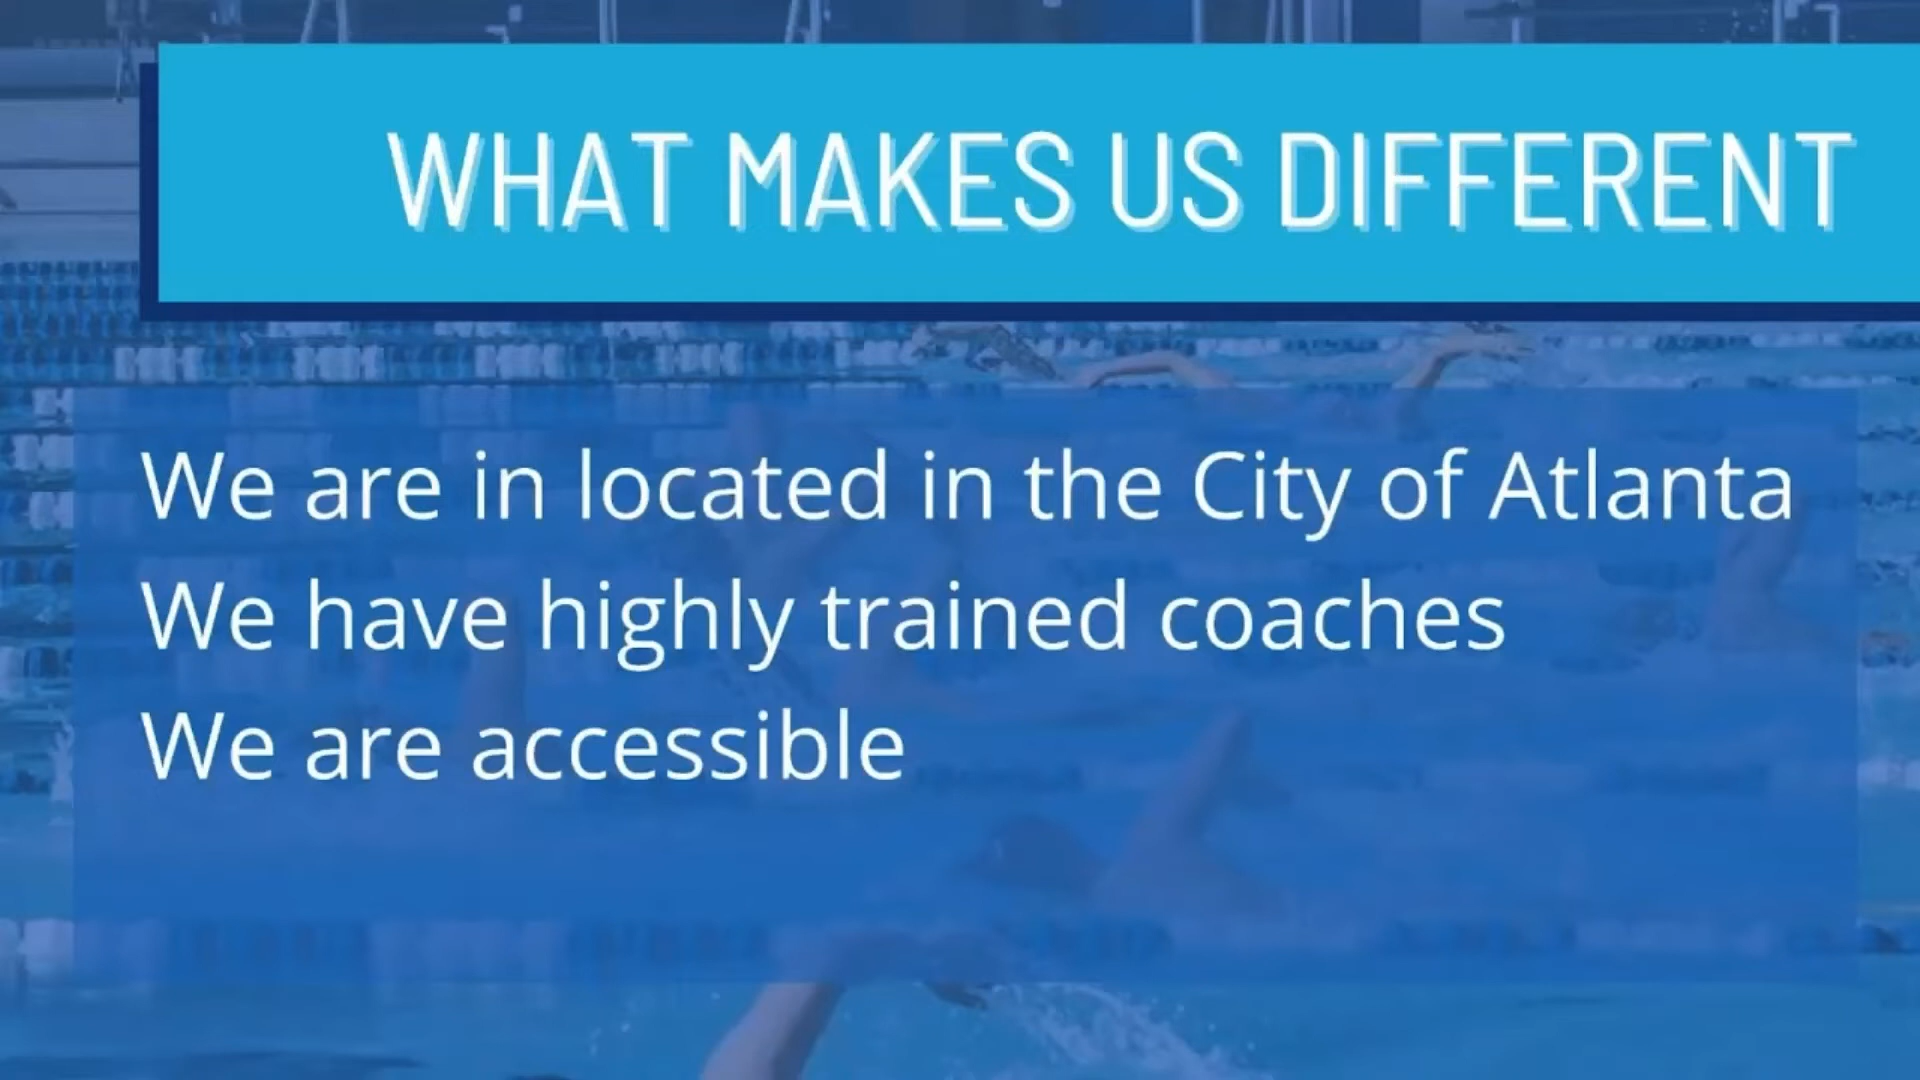 WHAT MAKES US DIFFERENT
We are in located in the City of Atlanta
We have highly trained coaches
We are accessible